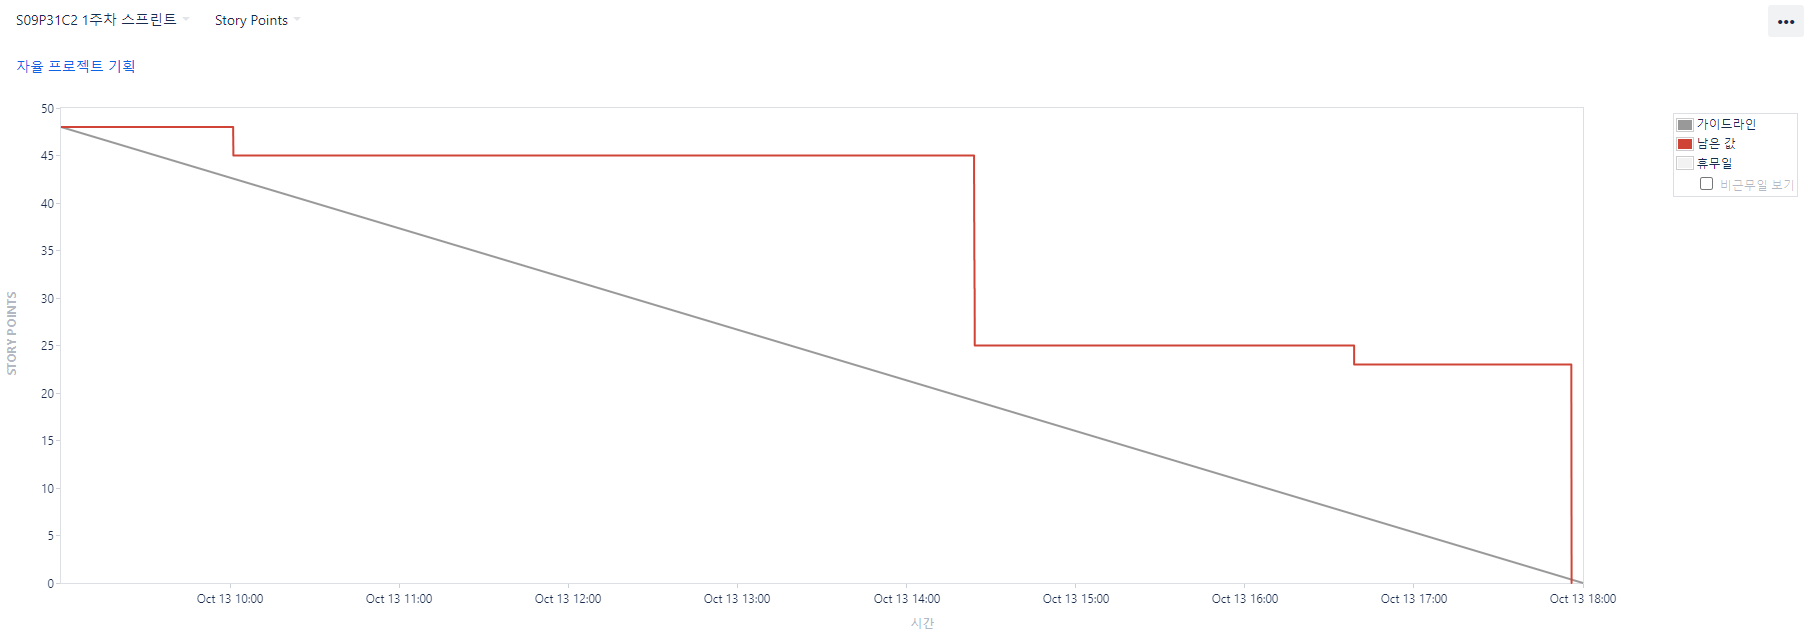 S09P31C2 1주차 스프린트 Story Points
•••
자율 프로젝트 기획
50
45
40
35
30
25
20
15
10
5
0
STORY POINTS
Oct 13 10:00 Oct 13 11:00 Oct 13 12:00 Oct 13 13:00 Oct 13 14:00 Oct 13 15:00 Oct 13 16:00 Oct 13 17:00 Oct 13 18:00
시간
가이드라인
남은 값
휴무일
비근무일 보기